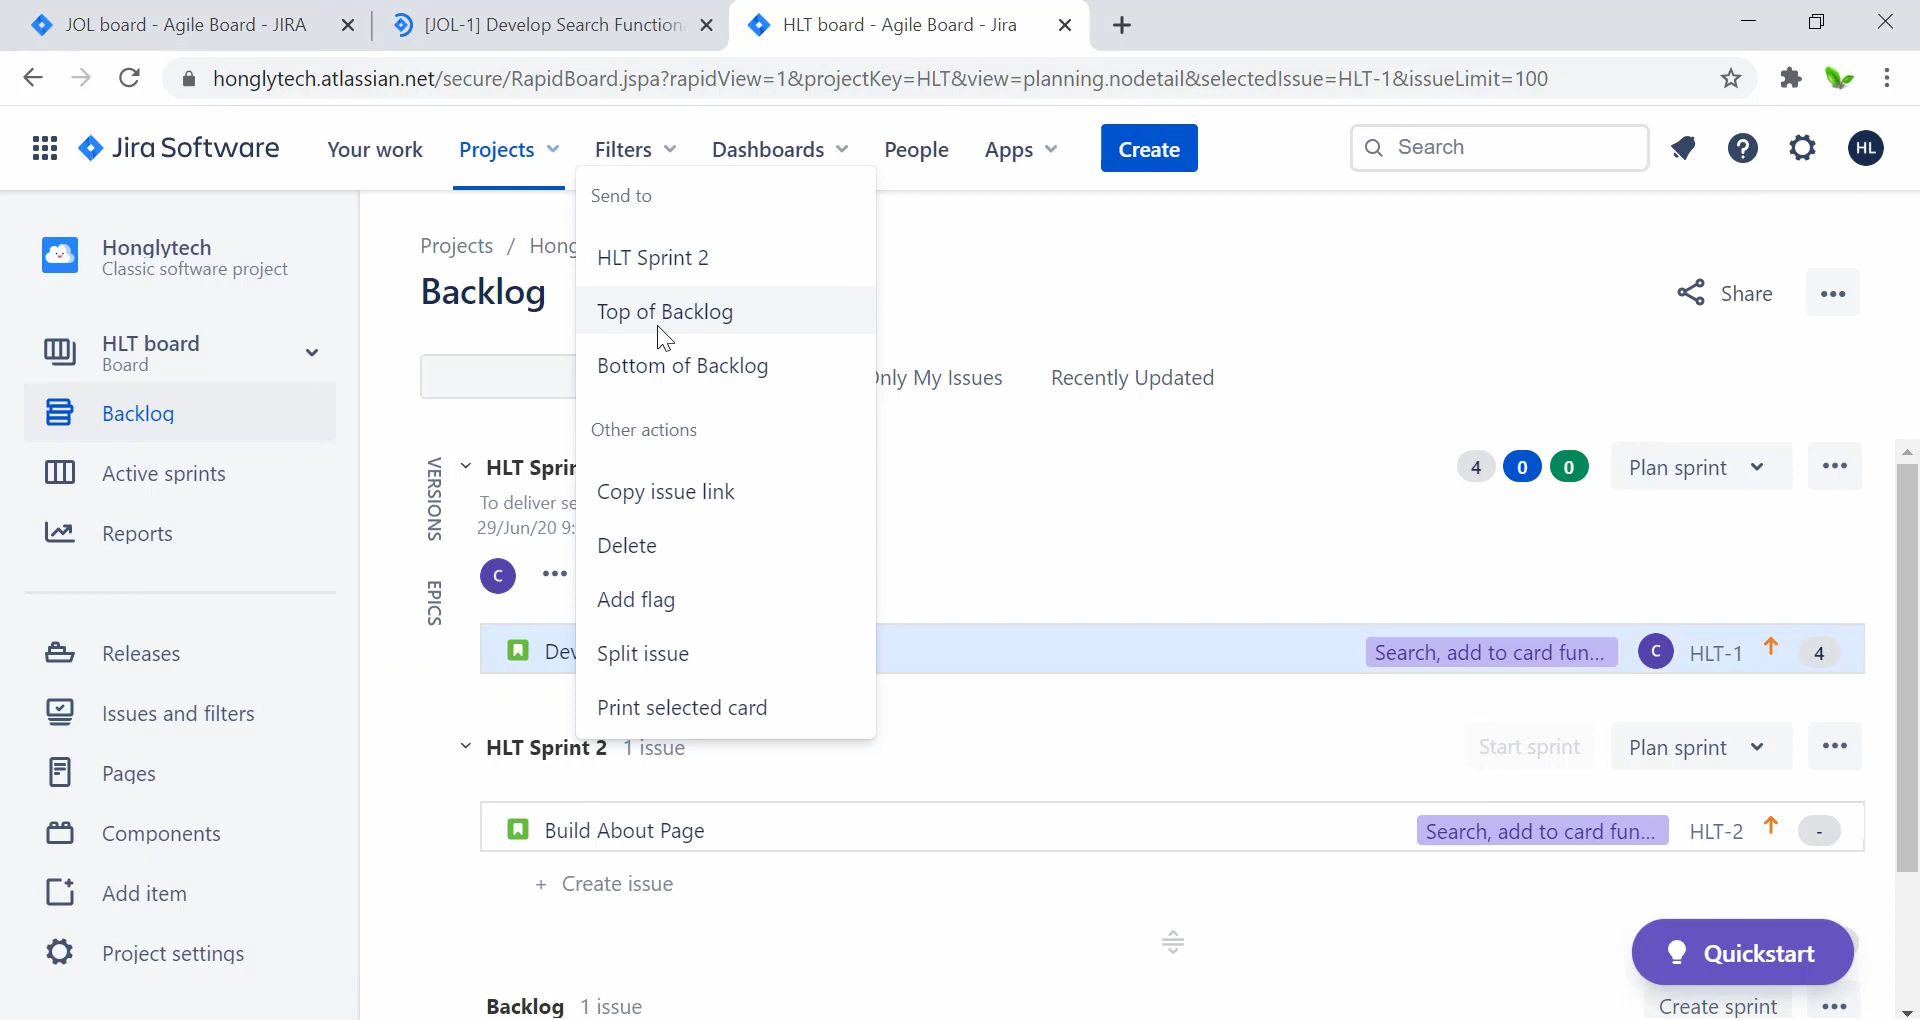 JOL board - Agile Board - JIRA
[JOL-1] Develop Search Function
HLT board - Agile Board - Jira
honglytech.atlassian.net/secure/RapidBoard.jspa?rapidView=1&projectKey=HLT&view=planning.nodetail&selectedIssue=HLT-1&issueLimit=100
Jira Software
Your work
Projects
Filters
Dashboards
People
Apps
Create
Search
HL
Honglytech
Classic software project
HLT board
Board
Backlog
Active sprints
Reports
Releases
Issues and filters
Pages
Components
Add item
Project settings
Projects / Hong
Backlog
Share
Only My Issues
Recently Updated
Send to
HLT Sprint 2
Top of Backlog
Bottom of Backlog
Other actions
Copy issue link
Delete
Add flag
Split issue
Print selected card
VERSIONS
EPICS
HLT Sprin
4 0 0
Plan sprint
To deliver se
29/Jun/20 9:
C
Dev
Search, add to card fun...
C
HLT-1
4
HLT Sprint 2 1 issue
Start sprint
Plan sprint
Build About Page
Search, add to card fun...
HLT-2
-
+ Create issue
Quickstart
Backlog 1 issue
Create sprint